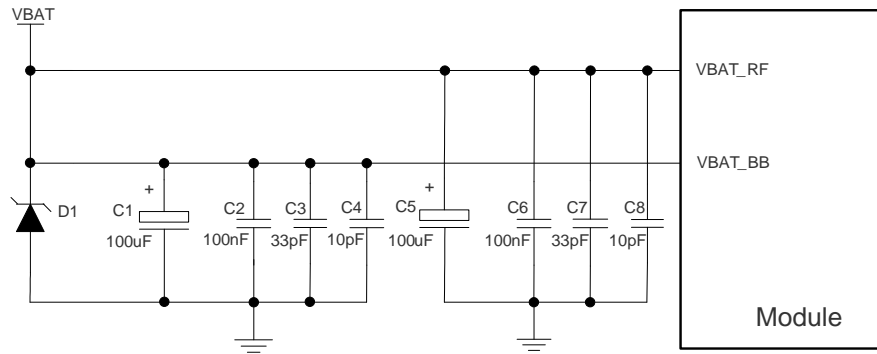 VBAT
VBAT_RF
VBAT_BB
D1
+
C1
100uF
C2
100nF
C3
33pF
C4
10pF
+
C5
100uF
C6
100nF
C7
33pF
C8
10pF
Module